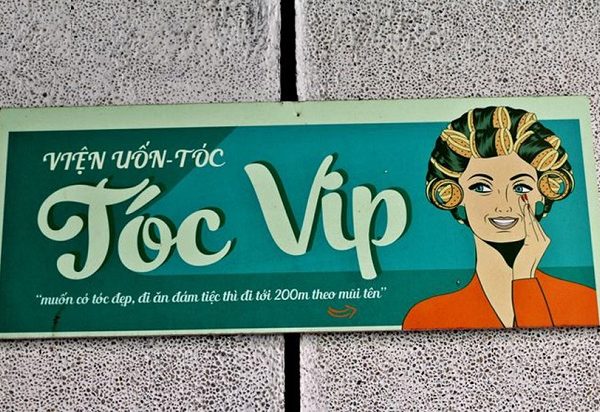 VIỆN UỐN-TÓC
Tóc Vip
“muốn có tóc đẹp, đi ăn đám tiệc thì đi tới 200m theo mũi tên”